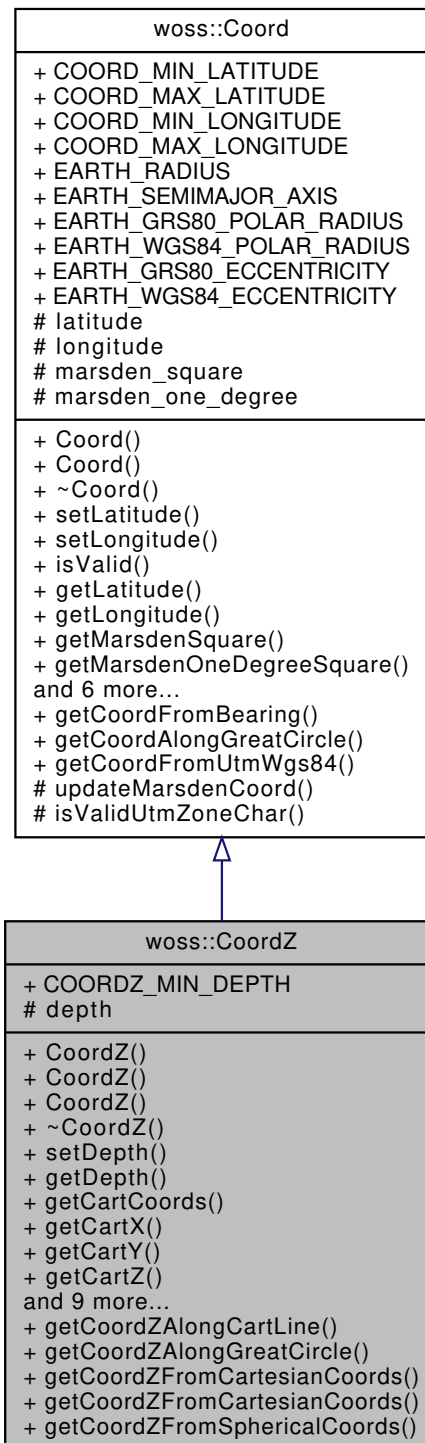 woss::Coord
+ COORD_MIN_LATITUDE
+ COORD_MAX_LATITUDE
+ COORD_MIN_LONGITUDE
+ COORD_MAX_LONGITUDE
+ EARTH_RADIUS
+ EARTH_SEMIMAJOR_AXIS
+ EARTH_GRS80_POLAR_RADIUS
+ EARTH_WGS84_POLAR_RADIUS
+ EARTH_GRS80_ECCENTRICITY
+ EARTH_WGS84_ECCENTRICITY
# latitude
# longitude
# marsden_square
# marsden_one_degree
+ Coord()
+ Coord()
+ ~Coord()
+ setLatitude()
+ setLongitude()
+ isValid()
+ getLatitude()
+ getLongitude()
+ getMarsdenSquare()
+ getMarsdenOneDegreeSquare()
and 6 more...
+ getCoordFromBearing()
+ getCoordAlongGreatCircle()
+ getCoordFromUtmWgs84()
# updateMarsdenCoord()
# isValidUtmZoneChar()
woss::CoordZ
+ COORDZ_MIN_DEPTH
# depth
+ CoordZ()
+ CoordZ()
+ CoordZ()
+ ~CoordZ()
+ setDepth()
+ getDepth()
+ getCartCoords()
+ getCartX()
+ getCartY()
+ getCartZ()
and 9 more...
+ getCoordZAlongCartLine()
+ getCoordZAlongGreatCircle()
+ getCoordZFromCartesianCoords()
+ getCoordZFromCartesianCoords()
+ getCoordZFromSphericalCoords()